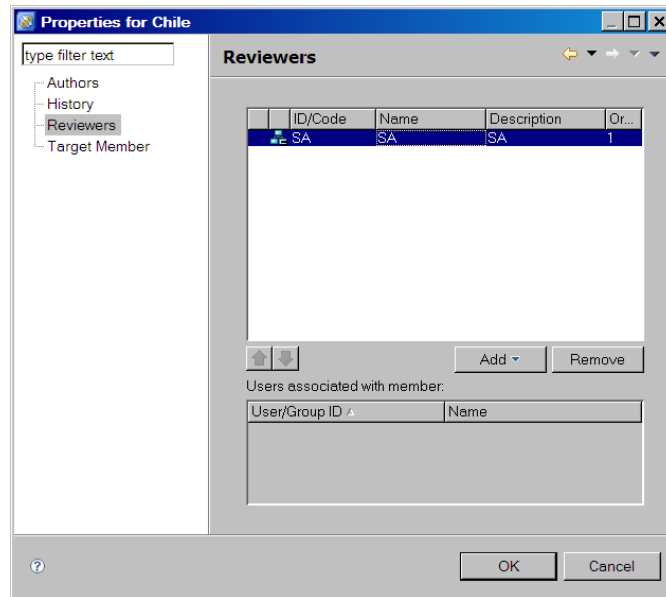 Properties for Chile
type filter text
Authors
History
Reviewers
Target Member
Reviewers
ID/Code Name Description Or...
SA SA SA 1
Add Remove
Users associated with member:
User/Group ID Name
? OK Cancel